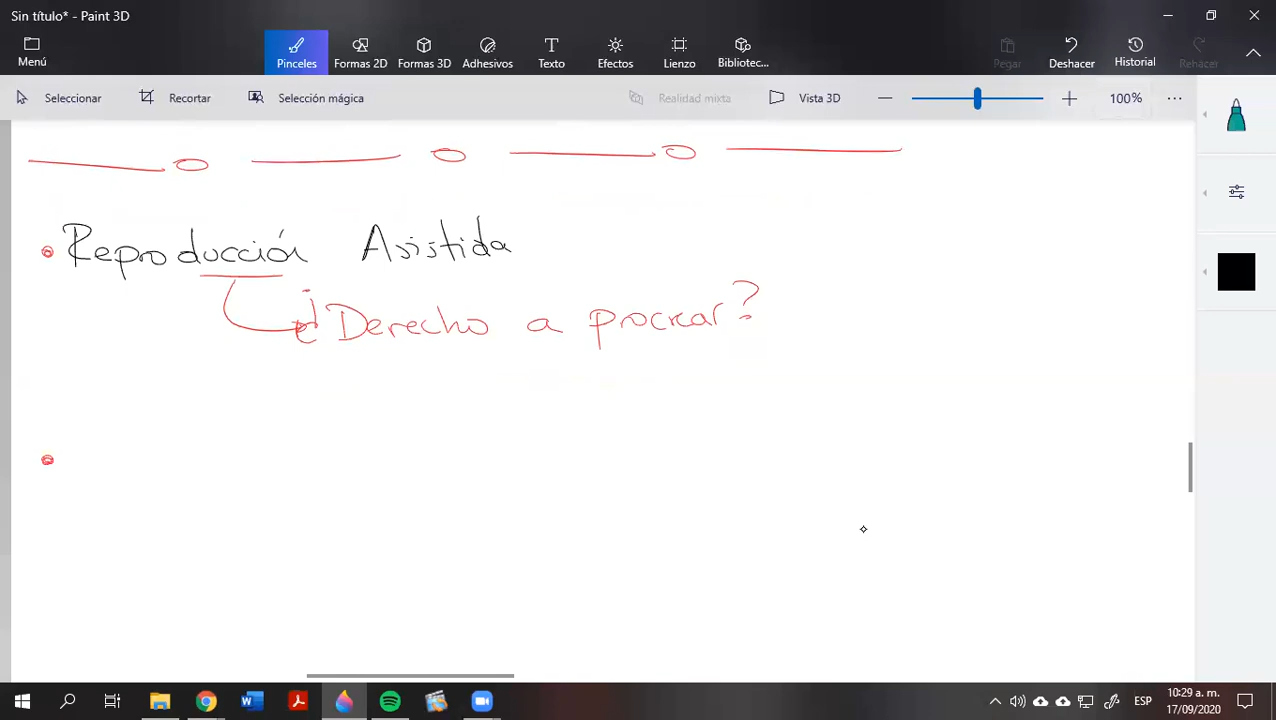 Sin título* - Paint 3D
Menú
Pinceles
Formas 2D
Formas 3D
Adhesivos
Texto
Efectos
Lienzo
Bibliotec...
Pegar
Deshacer
Historial
Rehacer
Seleccionar
Recortar
Selección mágica
Realidad mixta
Vista 3D
100%
Reproducción Asistida
¿Derecho a procrear?
ESP
10:29 a. m.
17/09/2020